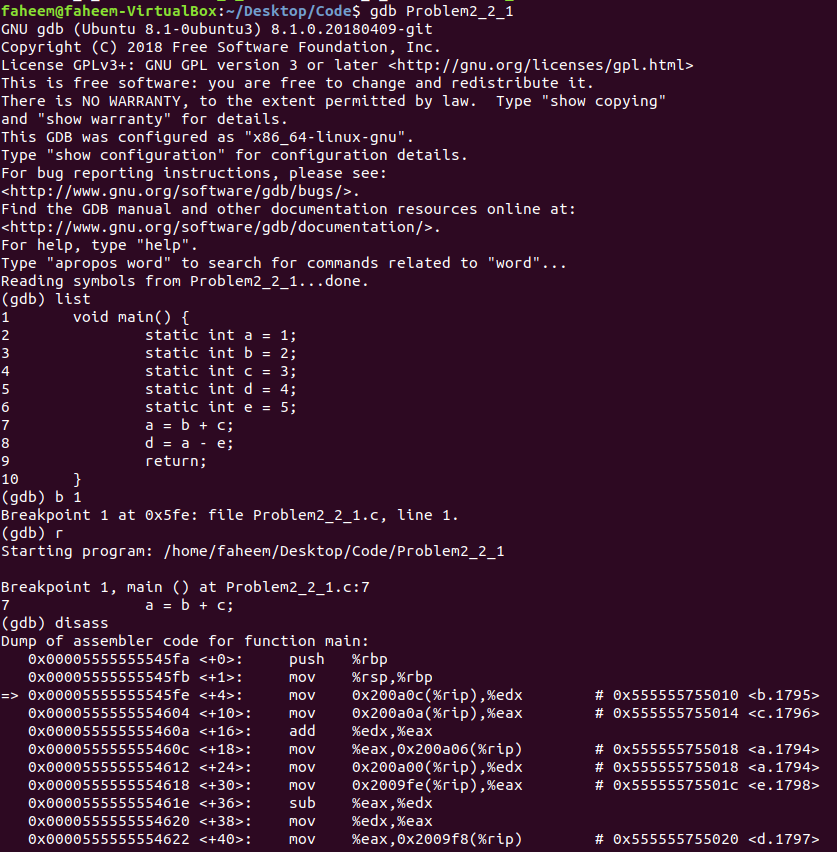 faheem@faheem-VirtualBox:~/Desktop/Code$ gdb Problem2_2_1
GNU gdb (Ubuntu 8.1-0ubuntu3) 8.1.0.20180409-git
Copyright (C) 2018 Free Software Foundation, Inc.
License GPLv3+: GNU GPL version 3 or later <http://gnu.org/licenses/gpl.html>
This is free software: you are free to change and redistribute it.
There is NO WARRANTY, to the extent permitted by law.  Type "show copying"
and "show warranty" for details.
This GDB was configured as "x86_64-linux-gnu".
Type "show configuration" for configuration details.
For bug reporting instructions, please see:
<http://www.gnu.org/software/gdb/bugs/>.
Find the GDB manual and other documentation resources online at:
<http://www.gnu.org/software/gdb/documentation/>.
For help, type "help".
Type "apropos word" to search for commands related to "word"...
Reading symbols from Problem2_2_1...done.
(gdb) list
1       void main() {
2               static int a = 1;
3               static int b = 2;
4               static int c = 3;
5               static int d = 4;
6               static int e = 5;
7               a = b + c;
8               d = a - e;
9               return;
10      }
(gdb) b 1
Breakpoint 1 at 0x5fe: file Problem2_2_1.c, line 1.
(gdb) r
Starting program: /home/faheem/Desktop/Code/Problem2_2_1
Breakpoint 1, main () at Problem2_2_1.c:7
7               a = b + c;
(gdb) disass
Dump of assembler code for function main:
   0x00005555555545fa <+0>:     push   %rbp
   0x00005555555545fb <+1>:     mov    %rsp,%rbp
=> 0x00005555555545fe <+4>:     mov    0x200a0c(%rip),%edx        # 0x555555755010 <b.1795>
   0x0000555555554604 <+10>:    mov    0x200a0a(%rip),%eax        # 0x555555755014 <c.1796>
   0x000055555555460a <+16>:    add    %edx,%eax
   0x000055555555460c <+18>:    mov    %eax,0x200a06(%rip)        # 0x555555755018 <a.1794>
   0x0000555555554612 <+24>:    mov    0x200a00(%rip),%edx        # 0x555555755018 <a.1794>
   0x0000555555554618 <+30>:    mov    0x2009fe(%rip),%eax        # 0x55555575501c <e.1798>
   0x000055555555461e <+36>:    sub    %eax,%edx
   0x0000555555554620 <+38>:    mov    %edx,%eax
   0x0000555555554622 <+40>:    mov    %eax,0x2009f8(%rip)        # 0x555555755020 <d.1797>